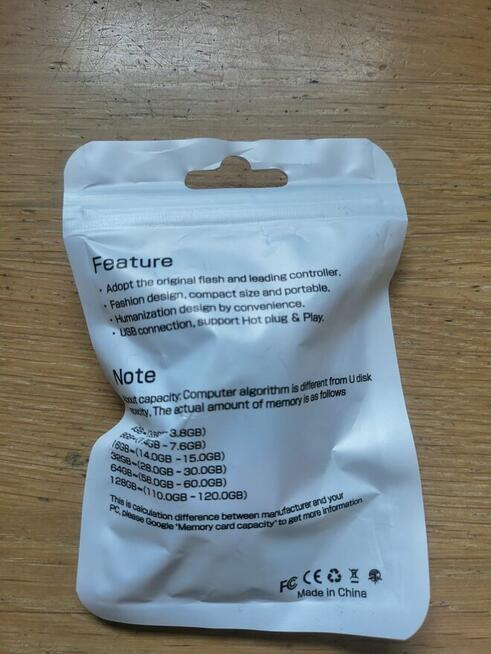 Feature
· Adopt the original flash and leading controller.
· Fashion design, compact size and portable.
· Humanization design by convenience.
· USB connection, support Hot plug & Play.
Note
capacity: Computer algorithm is different from U disk
The actual amount of memory is as follows
3.8GB)
- 7.6GB)
16GB=(14.0GB - 15.0GB)
32GB=(28.0GB - 30.0GB)
64GB=(58.0GB - 60.0GB)
128GB=(110.0GB - 120.0GB)
This is calculation difference between manufacturer and your
PC, please Google "Memory card capacity" to get more information
FC CE
Made in China